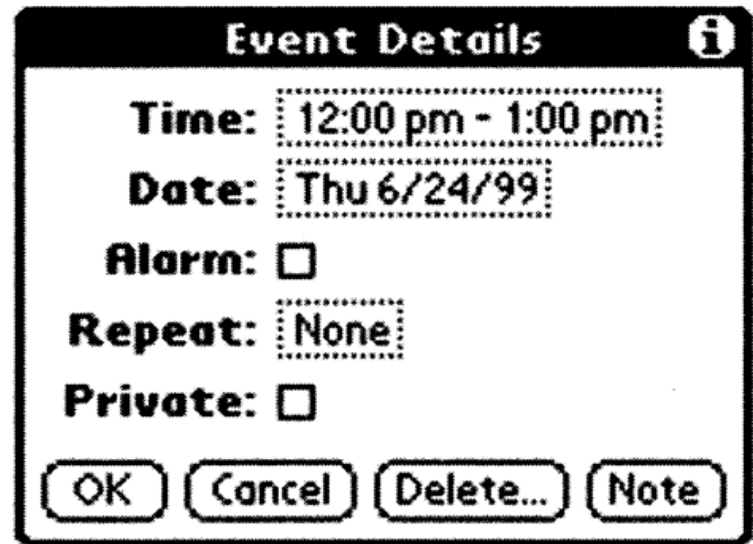 Event Details i
Time: 12:00 pm - 1:00 pm
Date: Thu 6/24/99
Alarm:
Repeat: None
Private:
OK Cancel Delete... Note